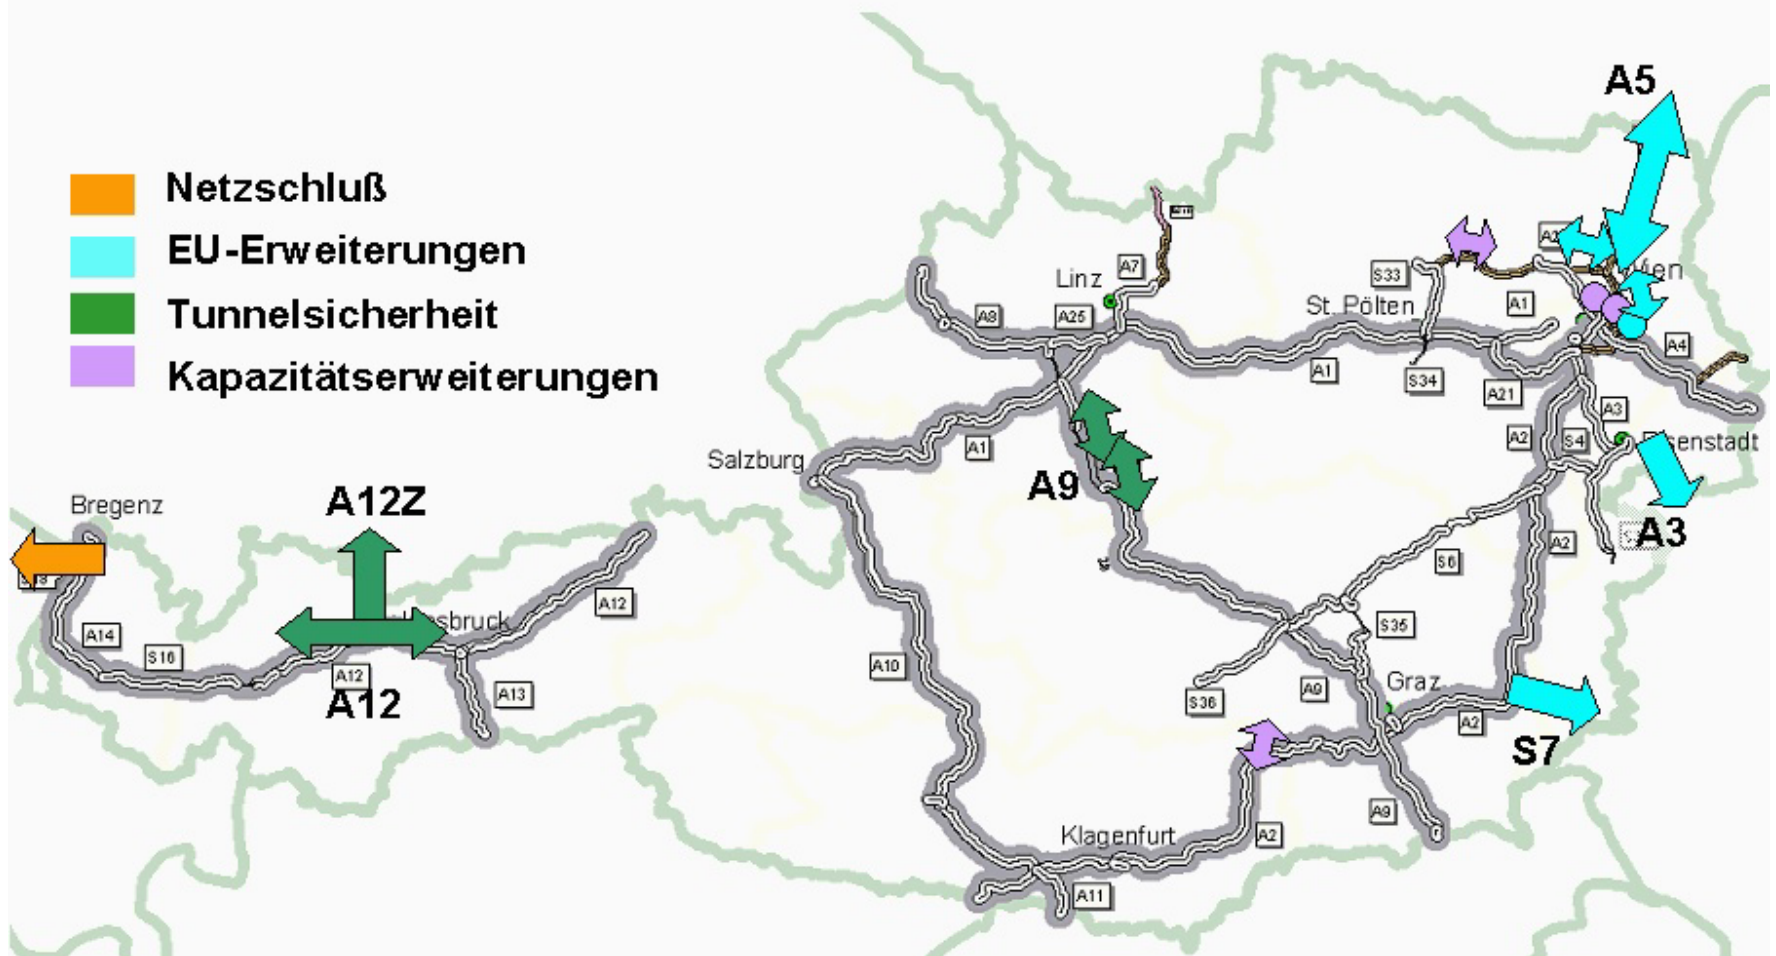 A5
Netzschluß
EU-Erweiterungen
Tunnelsicherheit
Kapazitätserweiterungen
Linz
A7
S33
St. Pölten
A1
A8
A25
A1
S34
A21
A4
A3
A2
S4
Salzburg
A1
A9
A3
A2
S6
Bregenz
A12Z
A12
A14
S16
A12
A12
A13
A10
S35
S36
A9
Graz
A2
S7
A9
Klagenfurt
A2
A11